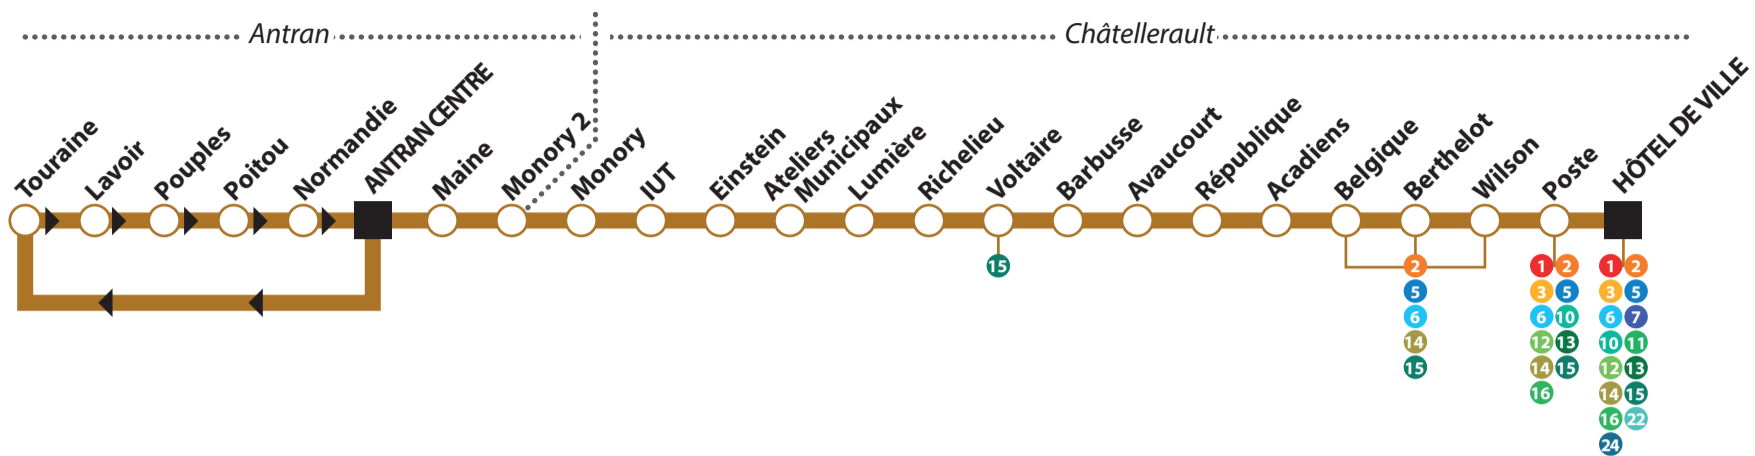 Antran
Châtellerault
Touraine
Lavoir
Pouples
Poitou
Normandie
ANTRAN CENTRE
Maine
Monory 2
Monory
IUT
Einstein
Ateliers
Municipaux
Lumière
Richelieu
Voltaire
Barbusse
Avaucourt
République
Acadiens
Belgique
Berthelot
Wilson
Poste
HÔTEL DE VILLE
15
2
5
6
14
15
1 2
3 5
6 10
12 13
14 15
16
1 2
3 5
6 7
10 11
12 13
14 15
16 22
24